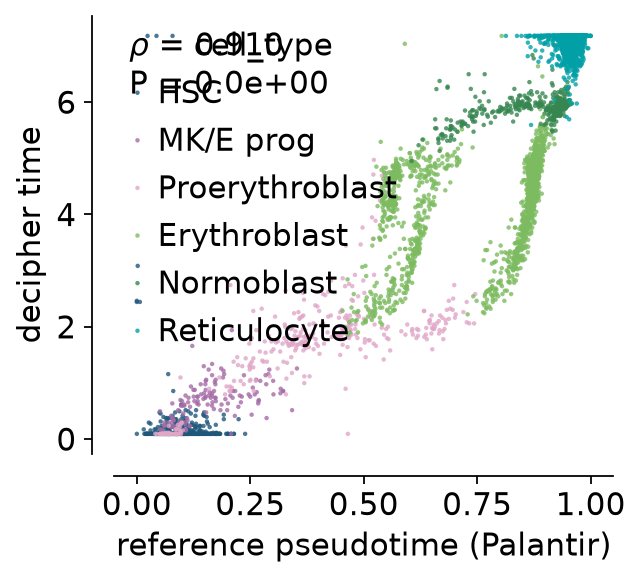 ρ = 0.910
P = 0.0e+00
cell_type
HSC
MK/E prog
Proerythroblast
Erythroblast
Normoblast
Reticulocyte
decipher time
6
4
2
0
0.00 0.25 0.50 0.75 1.00
reference pseudotime (Palantir)